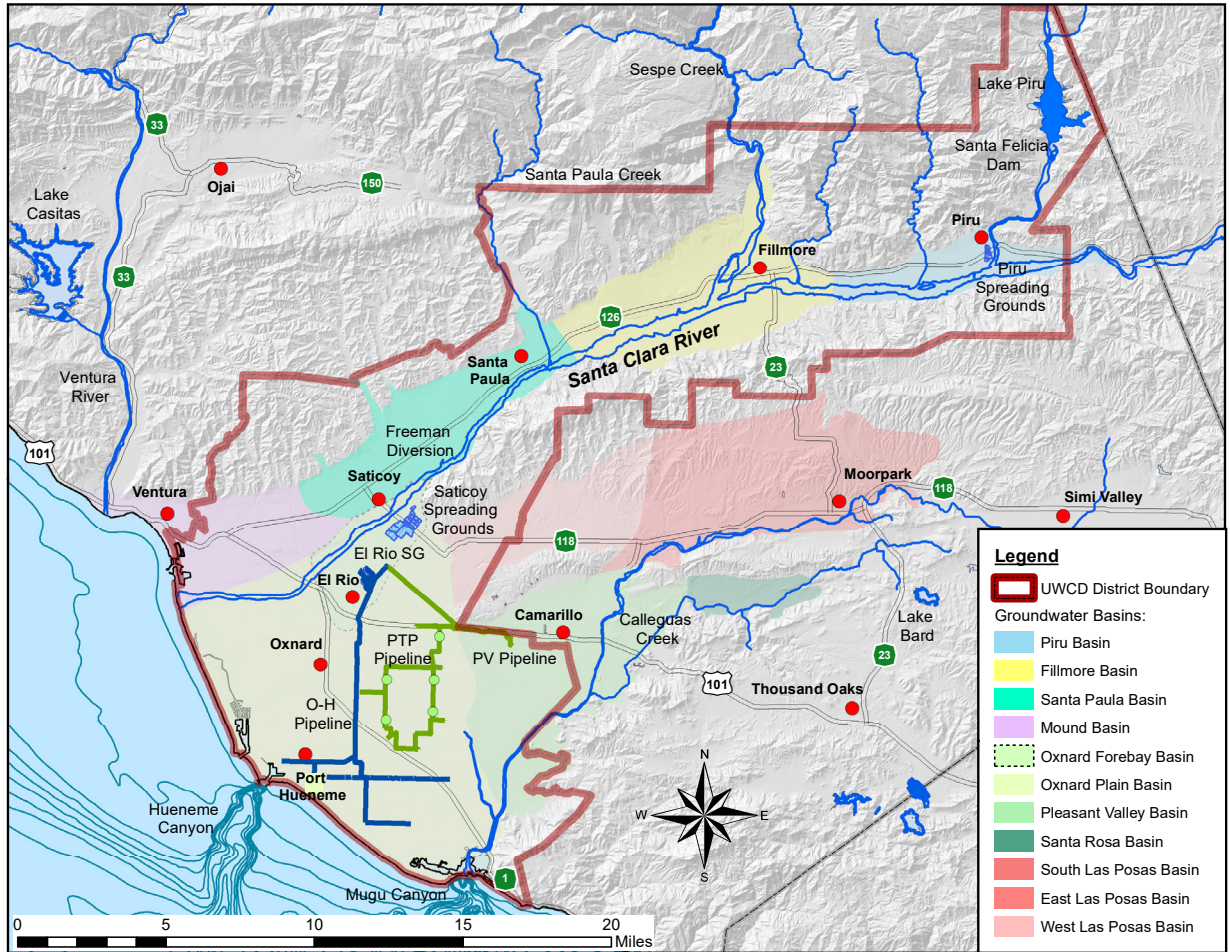 Sespe Creek
Lake Piru
33
Santa Felicia
Dam
Ojai
150
Santa Paula Creek
Lake
Casitas
Piru
Fillmore
33
Piru
Spreading
Grounds
126
Santa Clara River
Santa
Paula
23
Ventura
River
Freeman
Diversion
101
Moorpark
Saticoy
118
Ventura
Saticoy
Spreading
Grounds
Simi Valley
118
El Rio SG
El Rio
Camarillo
Calleguas
Creek
Lake
Bard
Oxnard
PTP
Pipeline
PV Pipeline
23
101
Thousand Oaks
O-H
Pipeline
N
W
E
S
Port
Hueneme
Hueneme
Canyon
1
Mugu Canyon
0
5
10
15
20
Miles
Legend
UWCD District Boundary
Groundwater Basins:
Piru Basin
Fillmore Basin
Santa Paula Basin
Mound Basin
Oxnard Forebay Basin
Oxnard Plain Basin
Pleasant Valley Basin
Santa Rosa Basin
South Las Posas Basin
East Las Posas Basin
West Las Posas Basin